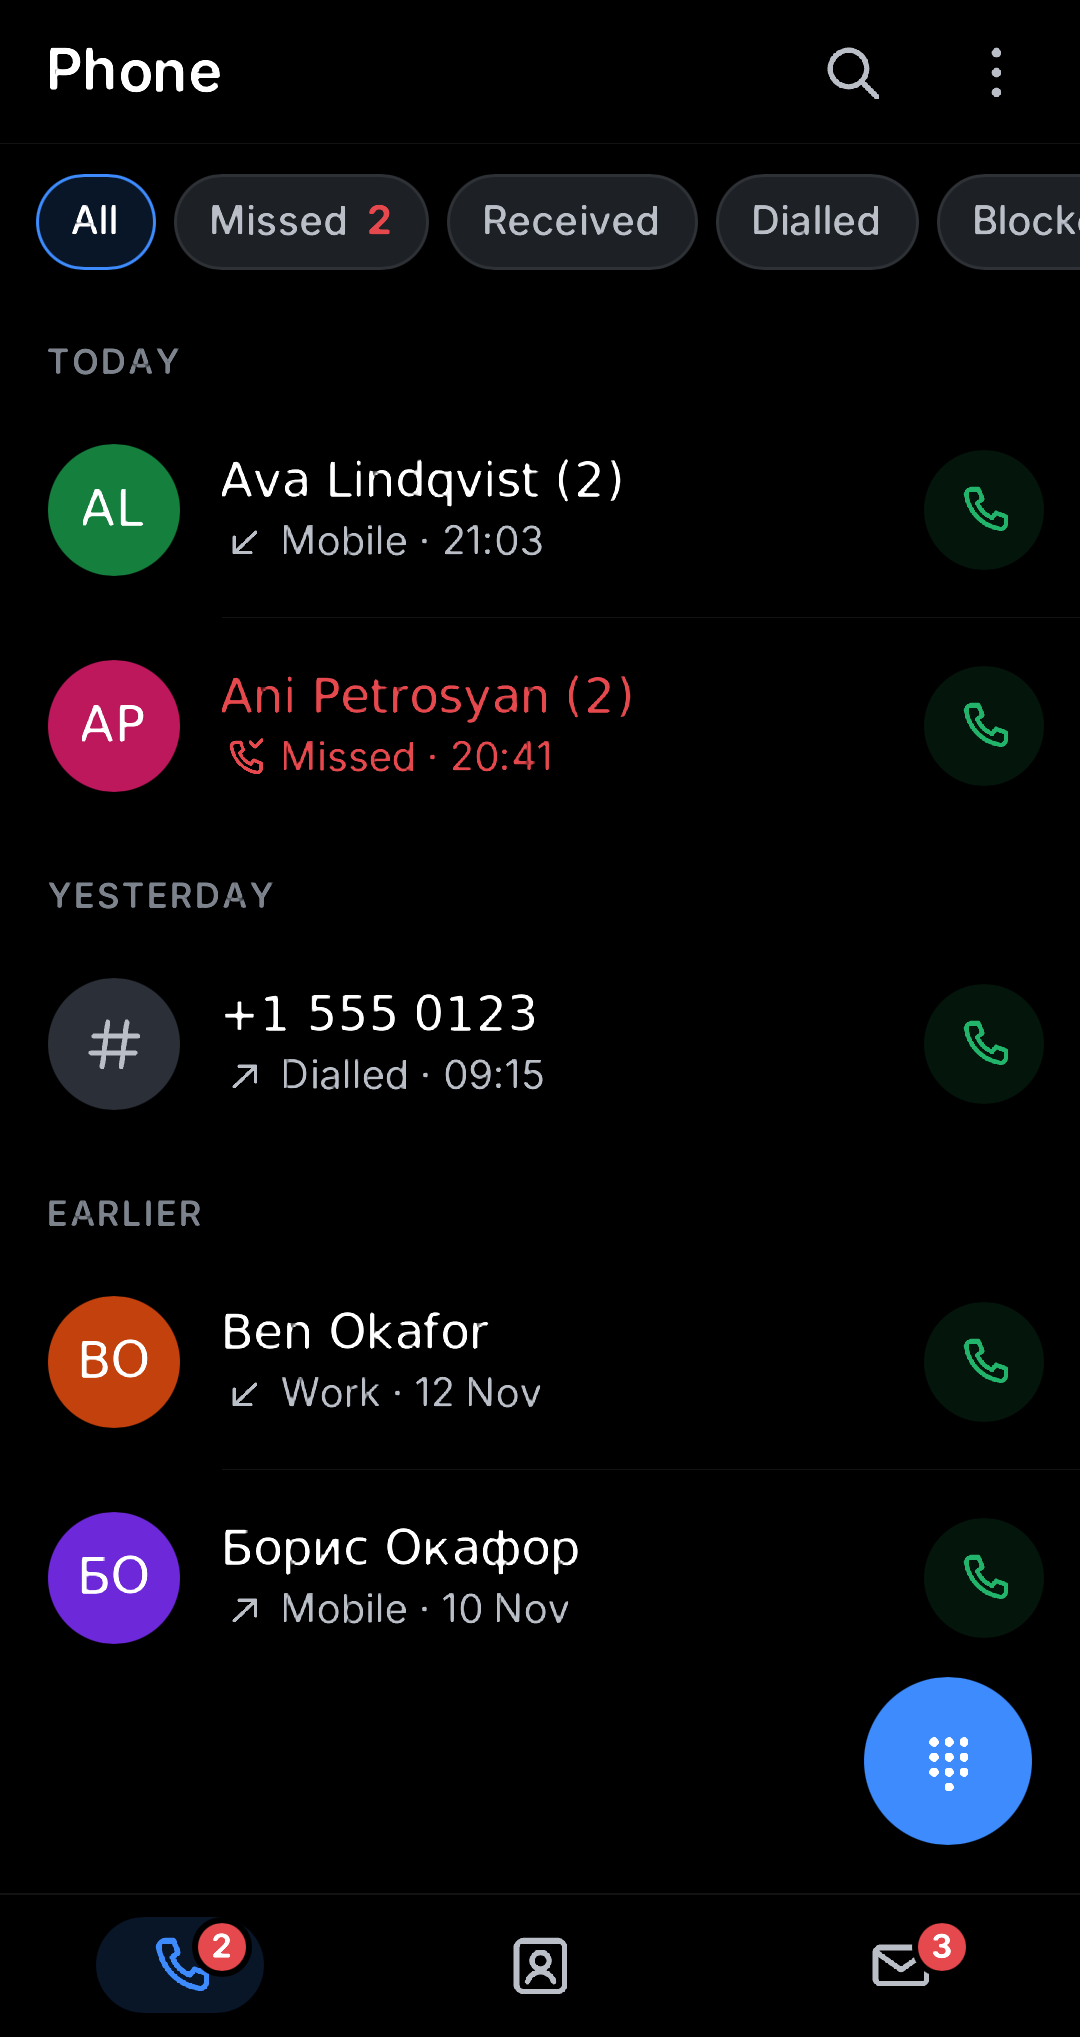 Phone
All
Missed 2
Received
Dialled
TODAY
AL
Ava Lindqvist (2)
Mobile · 21:03
AP
Ani Petrosyan (2)
Missed · 20:41
YESTERDAY
#
+1 555 0123
Dialled · 09:15
EARLIER
BO
Ben Okafor
Work · 12 Nov
БО
Борис Окафор
Mobile · 10 Nov
2
3